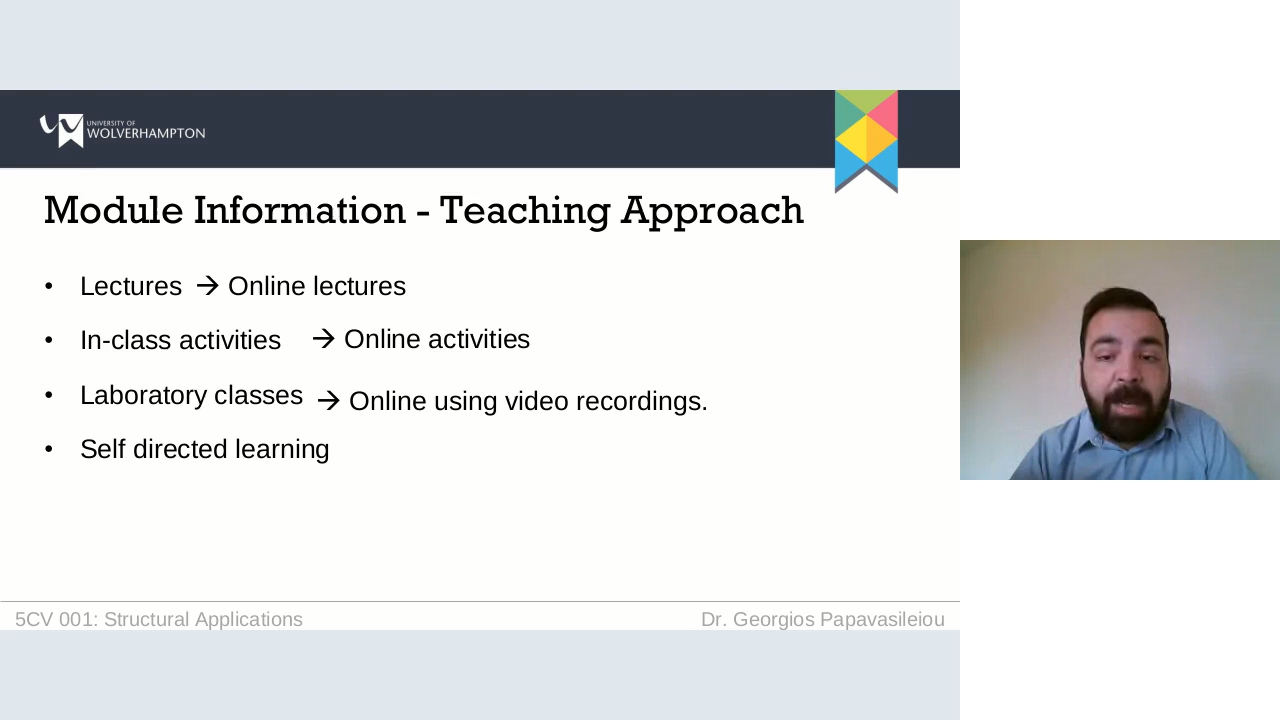 UNIVERSITY OF
WOLVERHAMPTON
Module Information - Teaching Approach
• Lectures → Online lectures
• In-class activities → Online activities
• Laboratory classes → Online using video recordings.
• Self directed learning
5CV 001: Structural Applications
Dr. Georgios Papavasileiou